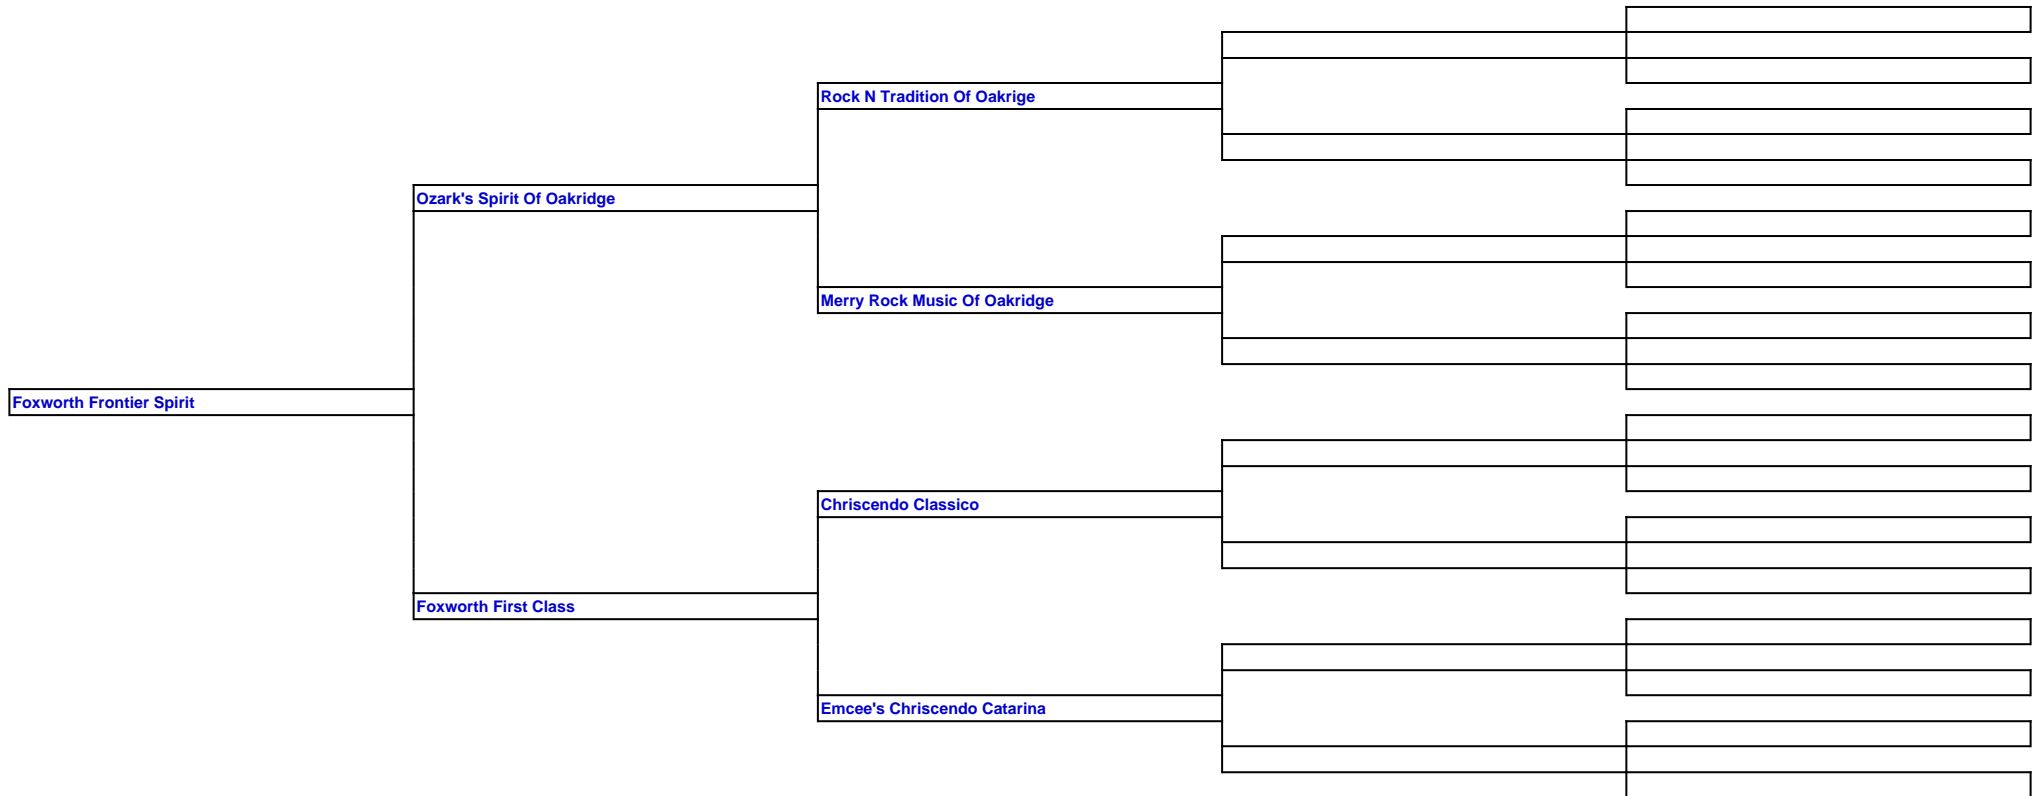 Rock N Tradition Of Oakrige
Ozark's Spirit Of Oakridge
Merry Rock Music Of Oakridge
Foxworth Frontier Spirit
Chriscendo Classico
Foxworth First Class
Emcee's Chriscendo Catarina